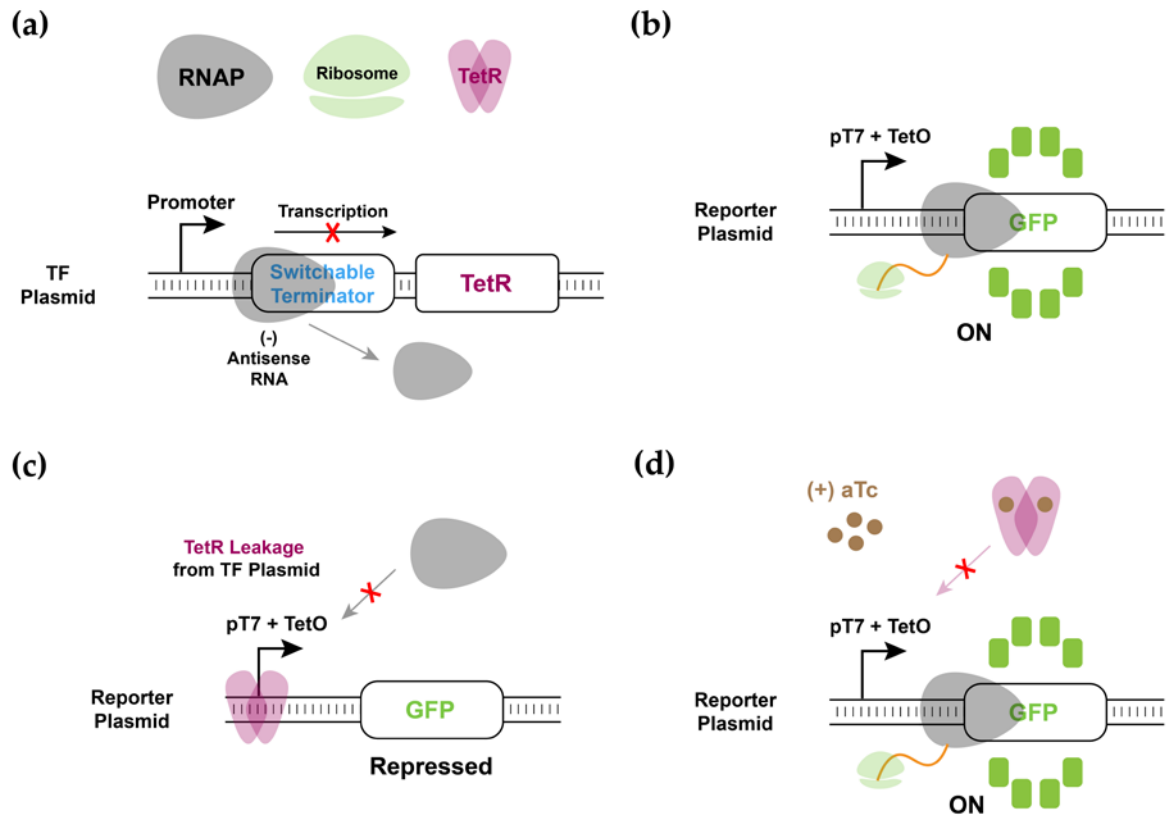 (a)
RNAP
Ribosome
TetR
Promoter
Transcription
TF
Plasmid
Switchable
Terminator
TetR
(-)
Antisense
RNA
(b)
pT7 + TetO
Reporter
Plasmid
GFP
ON
(c)
TetR Leakage
from TF Plasmid
pT7 + TetO
Reporter
Plasmid
GFP
Repressed
(d)
(+) aTc
pT7 + TetO
Reporter
Plasmid
GFP
ON